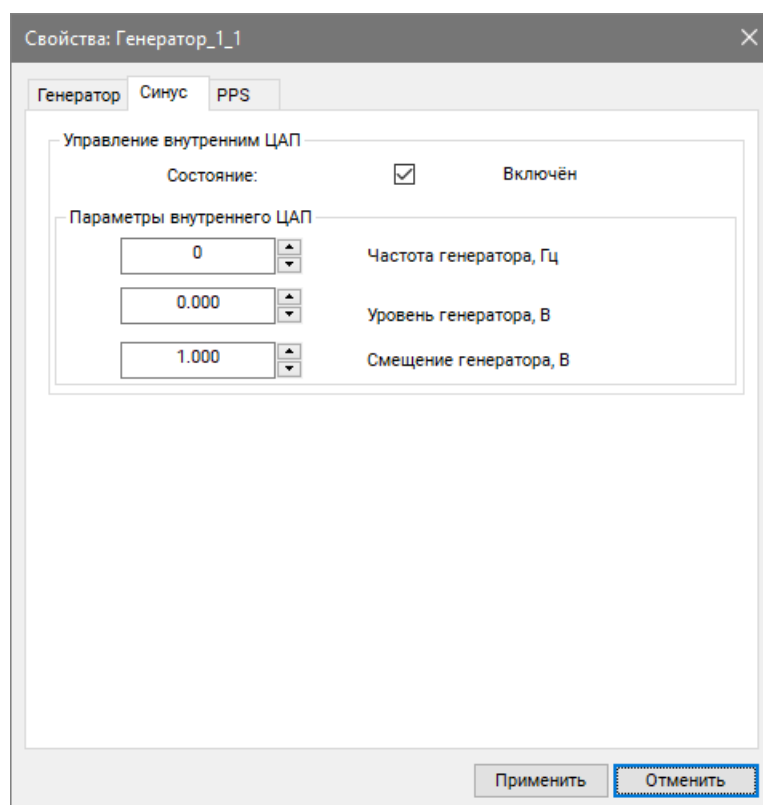 Свойства: Генератор_1_1
Генератор Синус PPS
Управление внутренним ЦАП
Состояние: Включён
Параметры внутреннего ЦАП
0 Частота генератора, Гц
0.000 Уровень генератора, В
1.000 Смещение генератора, В
Применить Отменить